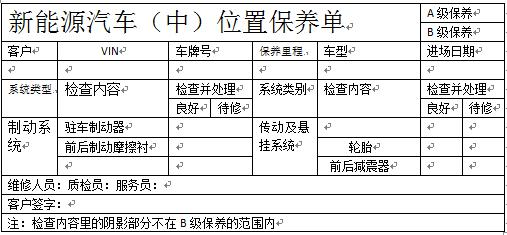 新能源汽车（中）位置保养单 A 级保养
B 级保养
客户 VIN 车牌号 保养里程 车型 进场日期
系统类型 检查内容 检查并处理 系统类别 检查内容 检查并处理
良好 待修 良好 待修
制动系统 驻车制动器 传动及悬挂系统
前后制动摩擦衬 轮胎
前后减震器
维修人员：质检员：服务员：
客户签字：
注：检查内容里的阴影部分不在 B 级保养的范围内